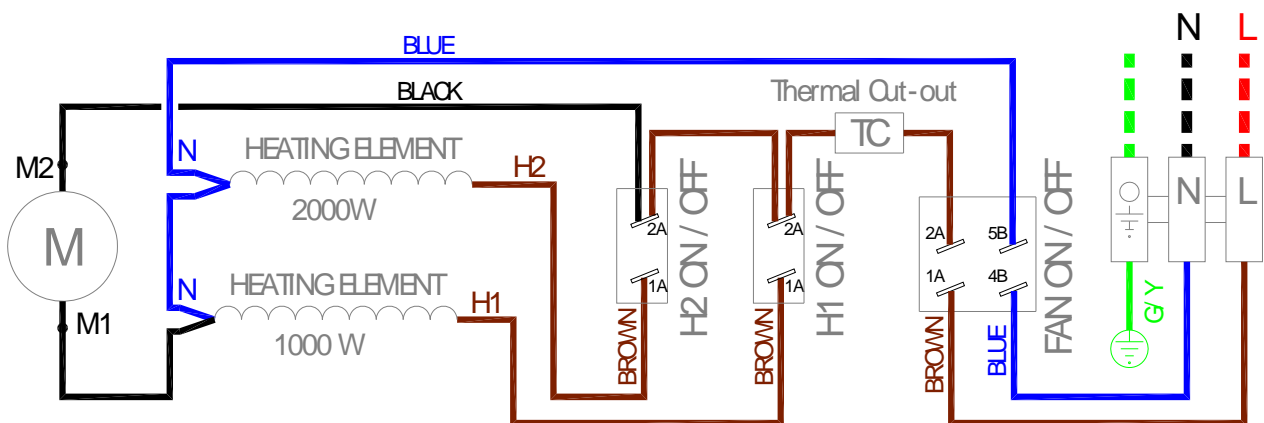 BLUE
N
L
BLACK
Thermal Cut-out
TC
M2
N
HEATING ELEMENT
H2
2000W
M
2A
1A
H2 ON / OFF
2A
1A
H1 ON / OFF
2A
5B
1A
4B
FAN ON / OFF
N
L
N
HEATING ELEMENT
H1
1000 W
M1
BROWN
BROWN
BROWN
BLUE
G/Y